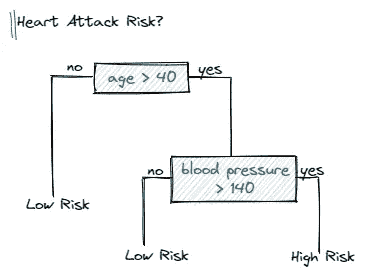 Heart Attack Risk?
no
age > 40
yes
no
blood pressure
> 140
yes
Low Risk
Low Risk
High Risk